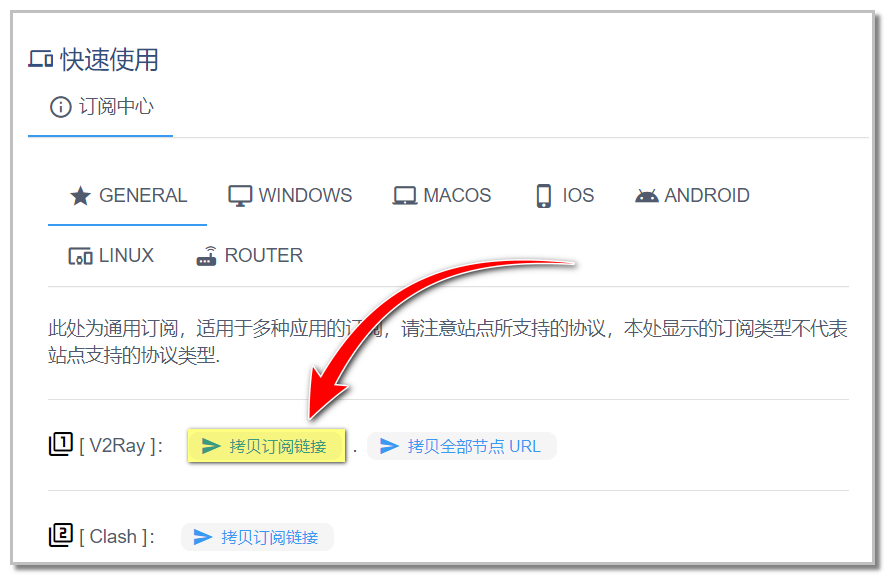 快速使用
订阅中心
GENERAL WINDOWS MACOS IOS ANDROID
LINUX ROUTER
此处为通用订阅，适用于多种应用的订阅，请注意站点所支持的协议，本处显示的订阅类型不代表
站点支持的协议类型.
1 [ V2Ray ]： 拷贝订阅链接 . 拷贝全部节点 URL
2 [ Clash ]： 拷贝订阅链接